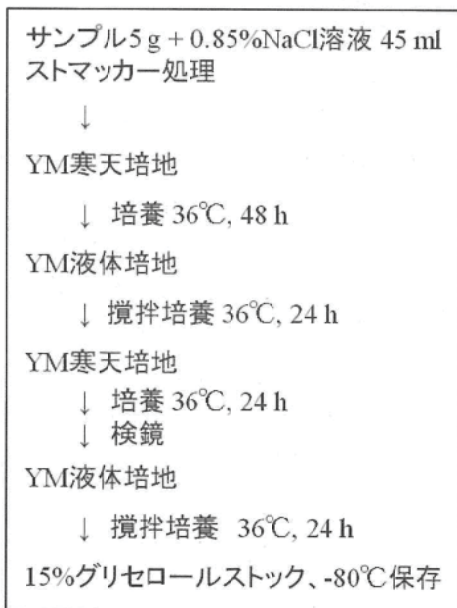 サンプル5 g + 0.85%NaCl溶液 45 ml
ストマッカー処理
↓
YM寒天培地
↓ 培養 36℃, 48 h
YM液体培地
↓ 撹拌培養 36℃, 24 h
YM寒天培地
↓ 培養 36℃, 24 h
↓ 検鏡
YM液体培地
↓ 撹拌培養 36℃, 24 h
15%グリセロールストック、-80℃保存